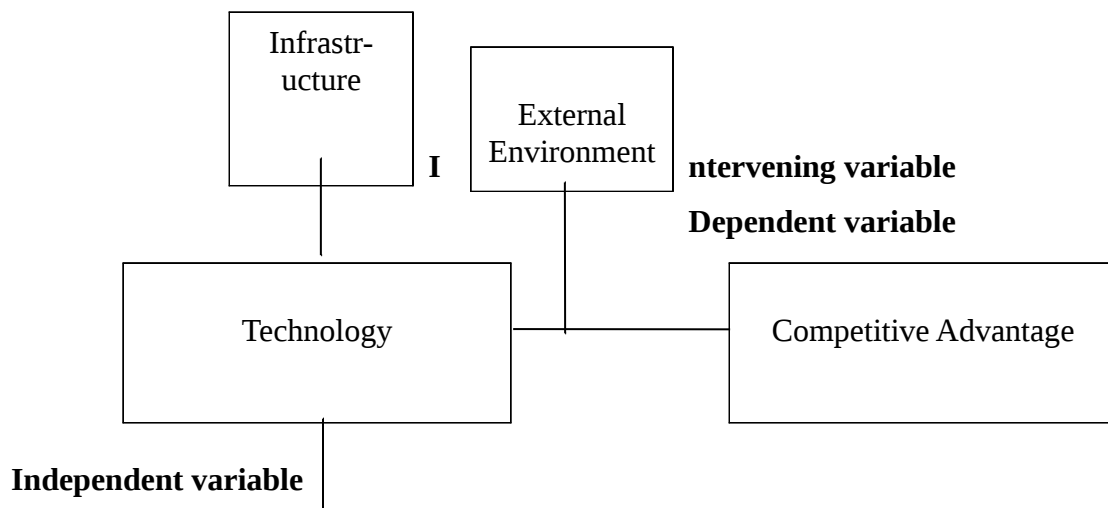 Infrastr-
ucture
External
Environment
I ntervening variable
Dependent variable
Technology
Competitive Advantage
Independent variable